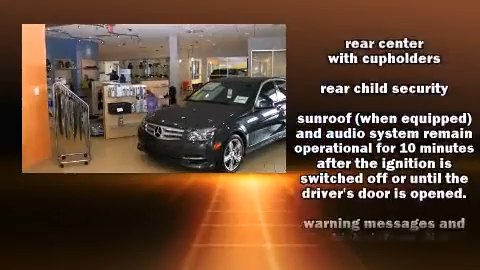 rear center
with cupholders
rear child security
sunroof (when equipped)
and audio system remain
operational for 10 minutes
after the ignition is
switched off or until the
driver's door is opened.
warning messages and